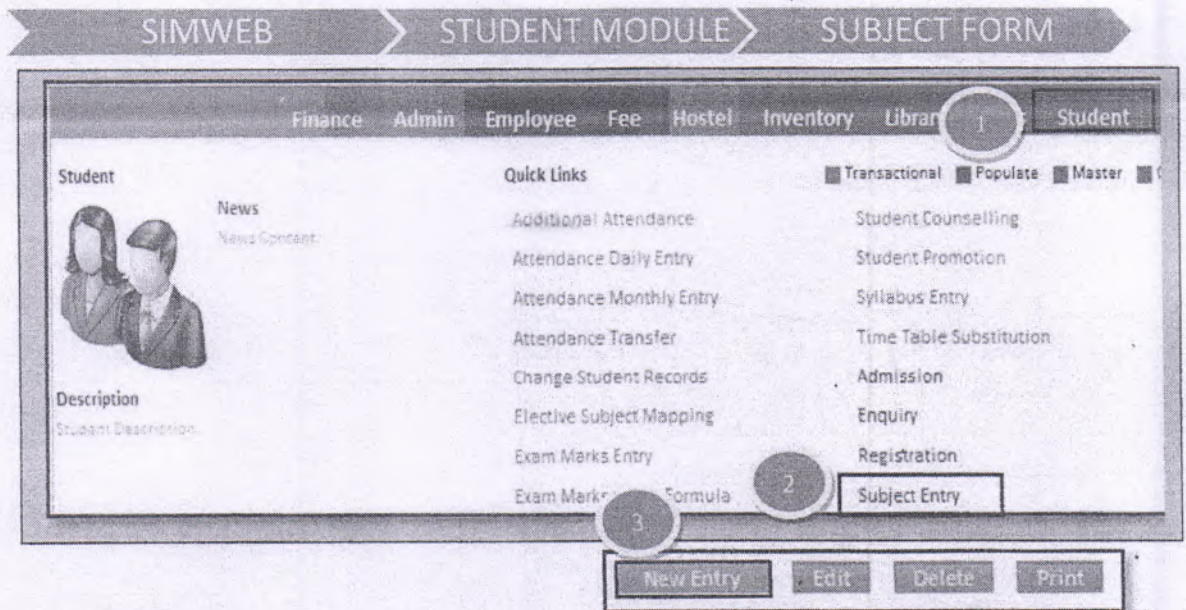 SIMWEB STUDENT MODULE SUBJECT FORM
Finance Admin Employee Fee Hostel Inventory 1 Student
Student
News
News Content.
Description
Student Description.
Quick Links
Transactional Populate Master
Additional Attendance
Attendance Daily Entry
Attendance Monthly Entry
Attendance Transfer
Change Student Records
Elective Subject Mapping
Exam Marks Entry
Exam Marks Formula
Student Counselling
Student Promotion
Syllabus Entry
Time Table Substitution
Admission
Enquiry
Registration
2 Subject Entry
3
New Entry Edit Delete Print